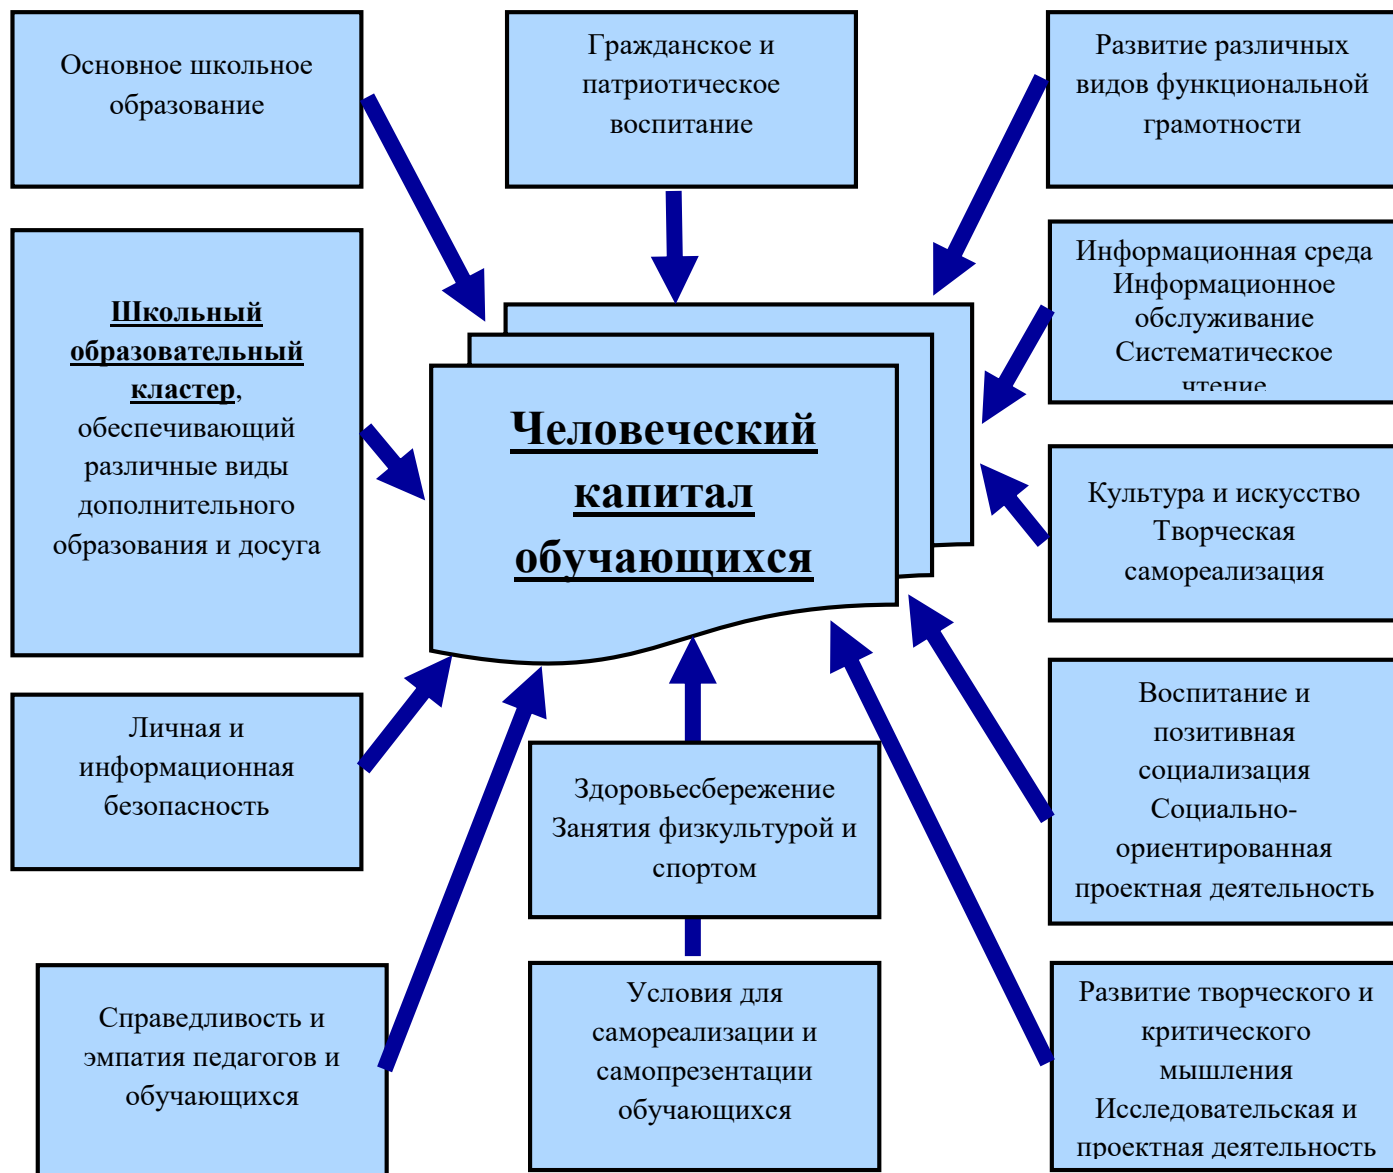 Основное школьное
образование
Гражданское и
патриотическое
воспитание
Развитие различных
видов функциональной
грамотности
Школьный
образовательный
кластер,
обеспечивающий
различные виды
дополнительного
образования и досуга
Человеческий
капитал
обучающихся
Информационная среда
Информационное
обслуживание
Систематическое
чтение
Культура и искусство
Творческая
самореализация
Личная и
информационная
безопасность
Здоровьесбережение
Занятия физкультурой и
спортом
Воспитание и
позитивная
социализация
Социально-
ориентированная
проектная деятельность
Справедливость и
эмпатия педагогов и
обучающихся
Условия для
самореализации и
самопрезентации
обучающихся
Развитие творческого и
критического
мышления
Исследовательская и
проектная деятельность